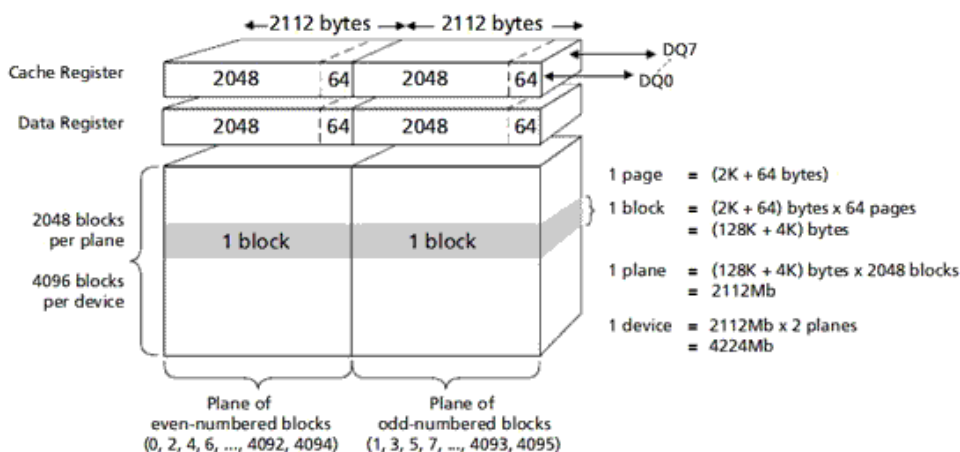 2112 bytes 2112 bytes
DQ7
Cache Register 2048 64 2048 64
DQ0
Data Register 2048 64 2048 64
1 page = (2K + 64 bytes)
1 block = (2K + 64) bytes x 64 pages
= (128K + 4K) bytes
2048 blocks
per plane
1 block 1 block
4096 blocks
per device
1 plane = (128K + 4K) bytes x 2048 blocks
= 2112Mb
1 device = 2112Mb x 2 planes
= 4224Mb
Plane of
even-numbered blocks
(0, 2, 4, 6, ..., 4092, 4094)
Plane of
odd-numbered blocks
(1, 3, 5, 7, ..., 4093, 4095)